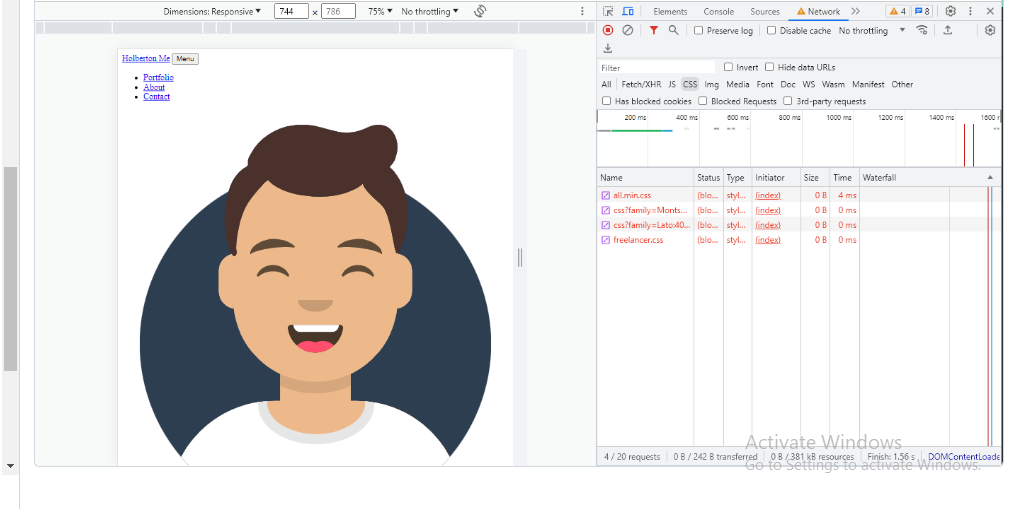 Dimensions: Responsive ▼ 744 x 786 75% ▼ No throttling ▼
Elements Console Sources Network 4 8
Preserve log Disable cache No throttling ▼
Filter Invert Hide data URLs
All Fetch/XHR JS CSS Img Media Font Doc WS Wasm Manifest Other
Has blocked cookies Blocked Requests 3rd-party requests
200 ms 400 ms 600 ms 800 ms 1000 ms 1200 ms 1400 ms 1600 r
Name Status Type Initiator Size Time Waterfall
all.min.css (blo... styl... (index) 0 B 4 ms
css?family=Monts... (blo... styl... (index) 0 B 0 ms
css?family=Lato:40... (blo... styl... (index) 0 B 0 ms
freelancer.css (blo... styl... (index) 0 B 0 ms
4 / 20 requests 0 B / 242 B transferred 0 B / 381 kB resources Finish: 1.56 s DOMContentLoade
Holberton Me Menu
Portfolio
About
Contact
Activate Windows
Go to Settings to activate Windows.